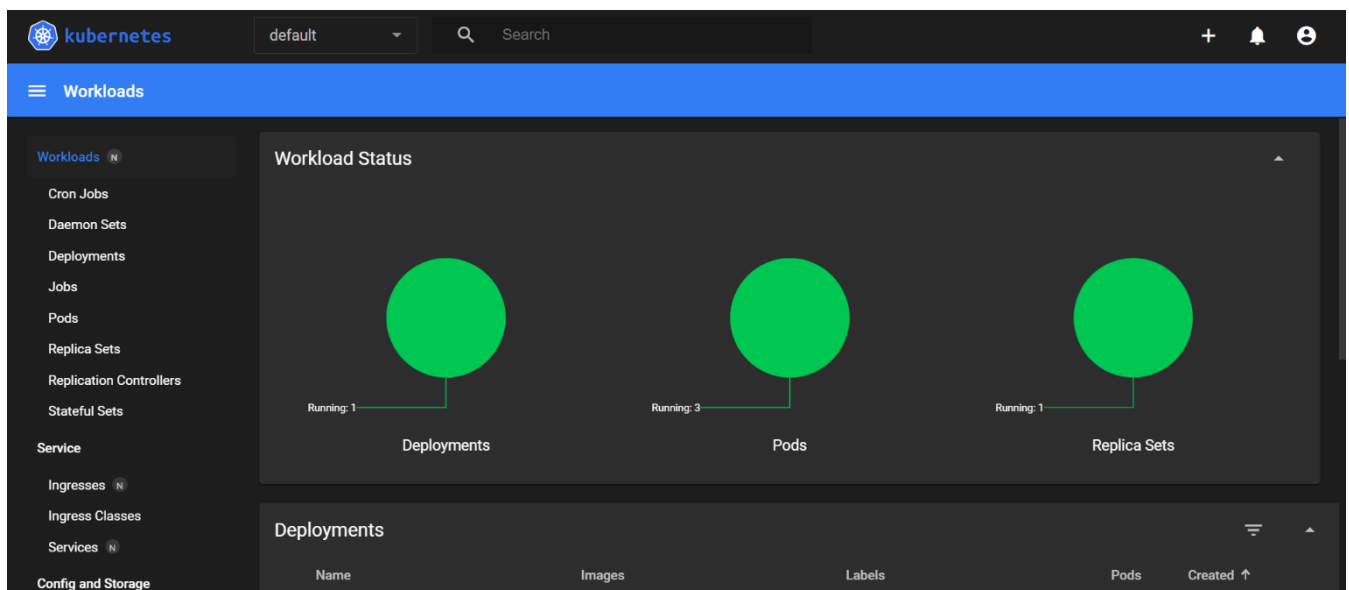 kubernetes
default
Search
Workloads
Workloads N
Cron Jobs
Daemon Sets
Deployments
Jobs
Pods
Replica Sets
Replication Controllers
Stateful Sets
Service
Ingresses N
Ingress Classes
Services N
Config and Storage
Workload Status
Running: 1
Running: 3
Running: 1
Deployments
Pods
Replica Sets
Deployments
Name Images Labels Pods Created ↑